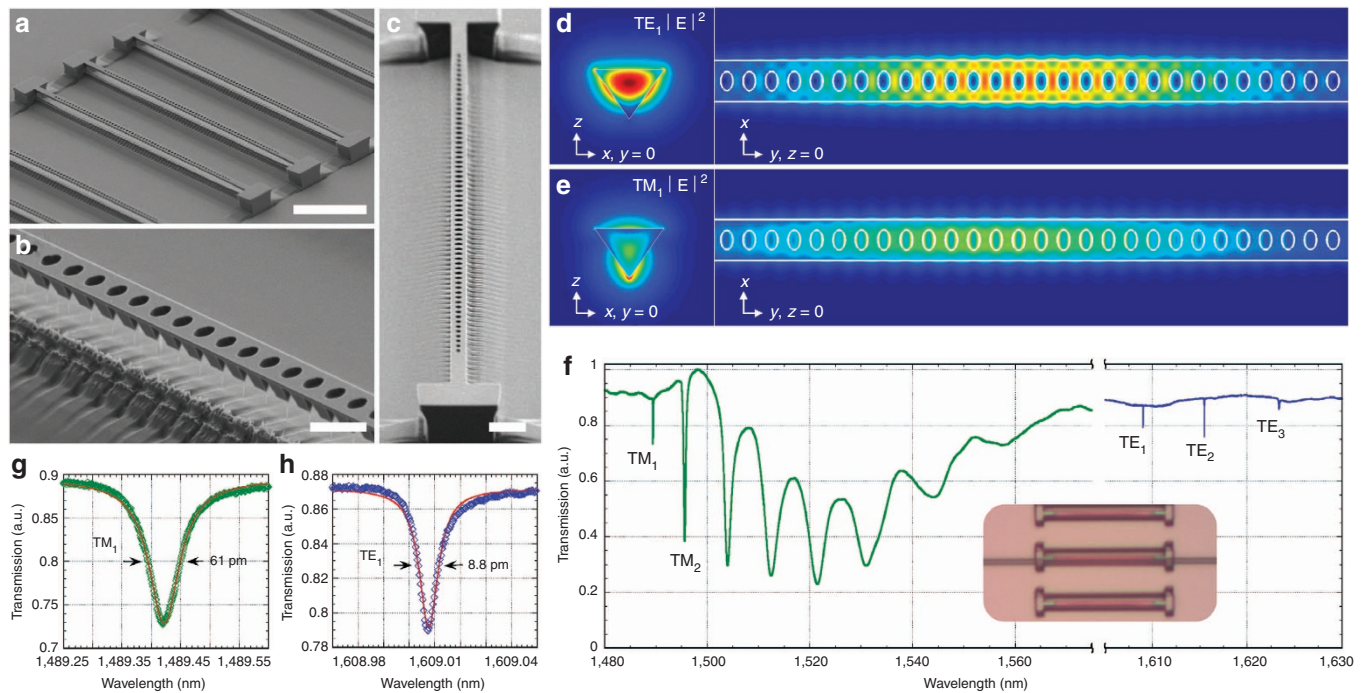 a
b
c
d
TE1 | E |2
z
x, y = 0
x
y, z = 0
e
TM1 | E |2
z
x, y = 0
x
y, z = 0
f
1
0.8
0.6
0.4
0.2
0
Transmission (a.u.)
TM1
TM2
TE1
TE2
TE3
1,480
1,500
1,520
1,540
1,560
1,610
1,620
1,630
Wavelength (nm)
g
0.9
0.85
0.8
0.75
0.7
Transmission (a.u.)
TM1
61 pm
1,489.25
1,489.35
1,489.45
1,489.55
Wavelength (nm)
h
0.88
0.86
0.84
0.82
0.8
0.78
Transmission (a.u.)
TE1
8.8 pm
1,608.98
1,609.01
1,609.04
Wavelength (nm)